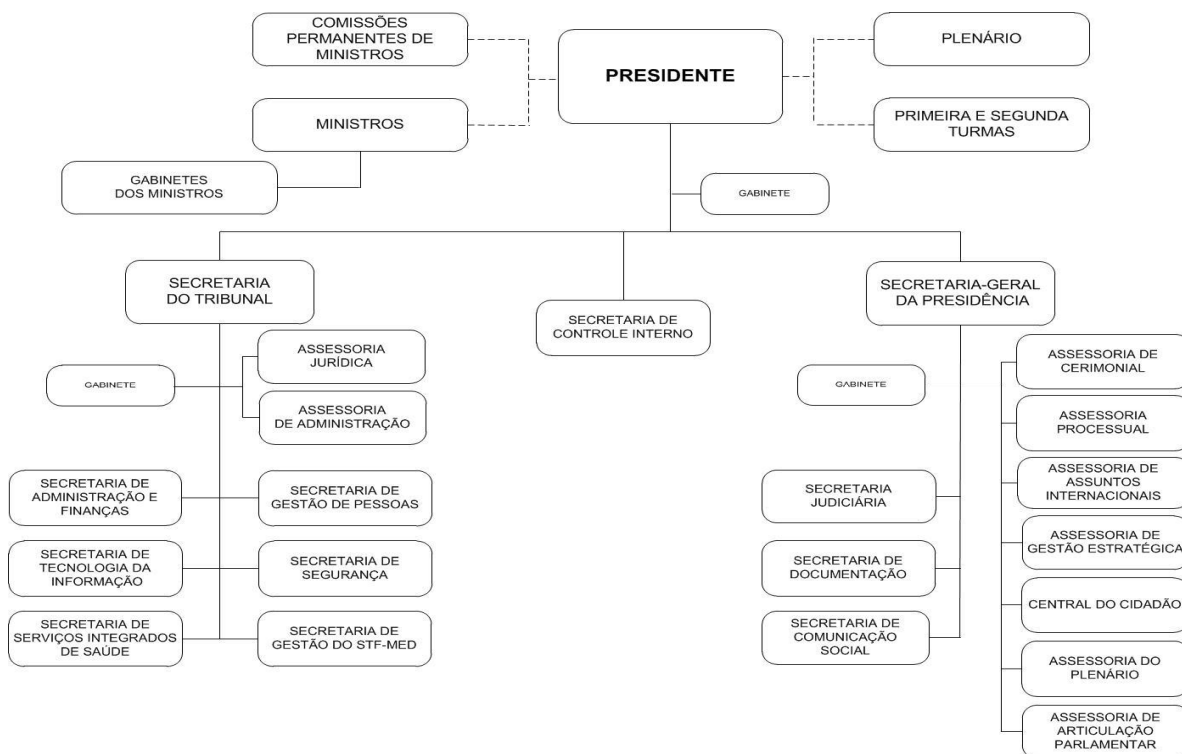 COMISSÕES
PERMANENTES DE
MINISTROS
PRESIDENTE
PLENÁRIO
MINISTROS
PRIMEIRA E SEGUNDA
TURMAS
GABINETES
DOS MINISTROS
GABINETE
SECRETARIA
DO TRIBUNAL
SECRETARIA DE
CONTROLE INTERNO
SECRETARIA-GERAL
DA PRESIDÊNCIA
GABINETE
ASSESSORIA
JURÍDICA
ASSESSORIA
DE ADMINISTRAÇÃO
SECRETARIA DE
ADMINISTRAÇÃO E
FINANÇAS
SECRETARIA DE
GESTÃO DE PESSOAS
SECRETARIA DE
TECNOLOGIA DA
INFORMAÇÃO
SECRETARIA DE
SEGURANÇA
SECRETARIA DE
SERVIÇOS INTEGRADOS
DE SAÚDE
SECRETARIA DE
GESTÃO DO STF-MED
GABINETE
SECRETARIA
JUDICIÁRIA
SECRETARIA DE
DOCUMENTAÇÃO
SECRETARIA DE
COMUNICAÇÃO
SOCIAL
ASSESSORIA DE
CERIMONIAL
ASSESSORIA
PROCESSUAL
ASSESSORIA DE
ASSUNTOS
INTERNACIONAIS
ASSESSORIA DE
GESTÃO ESTRATÉGICA
CENTRAL DO CIDADÃO
ASSESSORIA DO
PLENÁRIO
ASSESSORIA DE
ARTICULAÇÃO
PARLAMENTAR